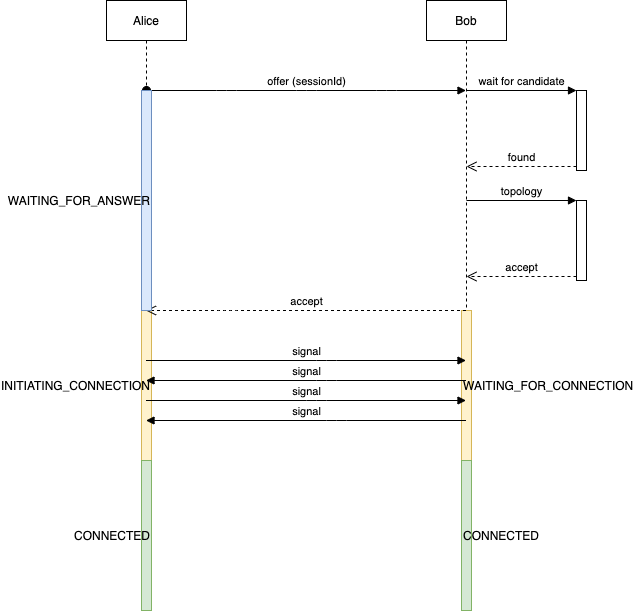 Alice
Bob
offer (sessionId)
wait for candidate
found
WAITING_FOR_ANSWER
topology
accept
accept
signal
signal
INITIATING_CONNECTION
WAITING_FOR_CONNECTION
signal
signal
CONNECTED
CONNECTED